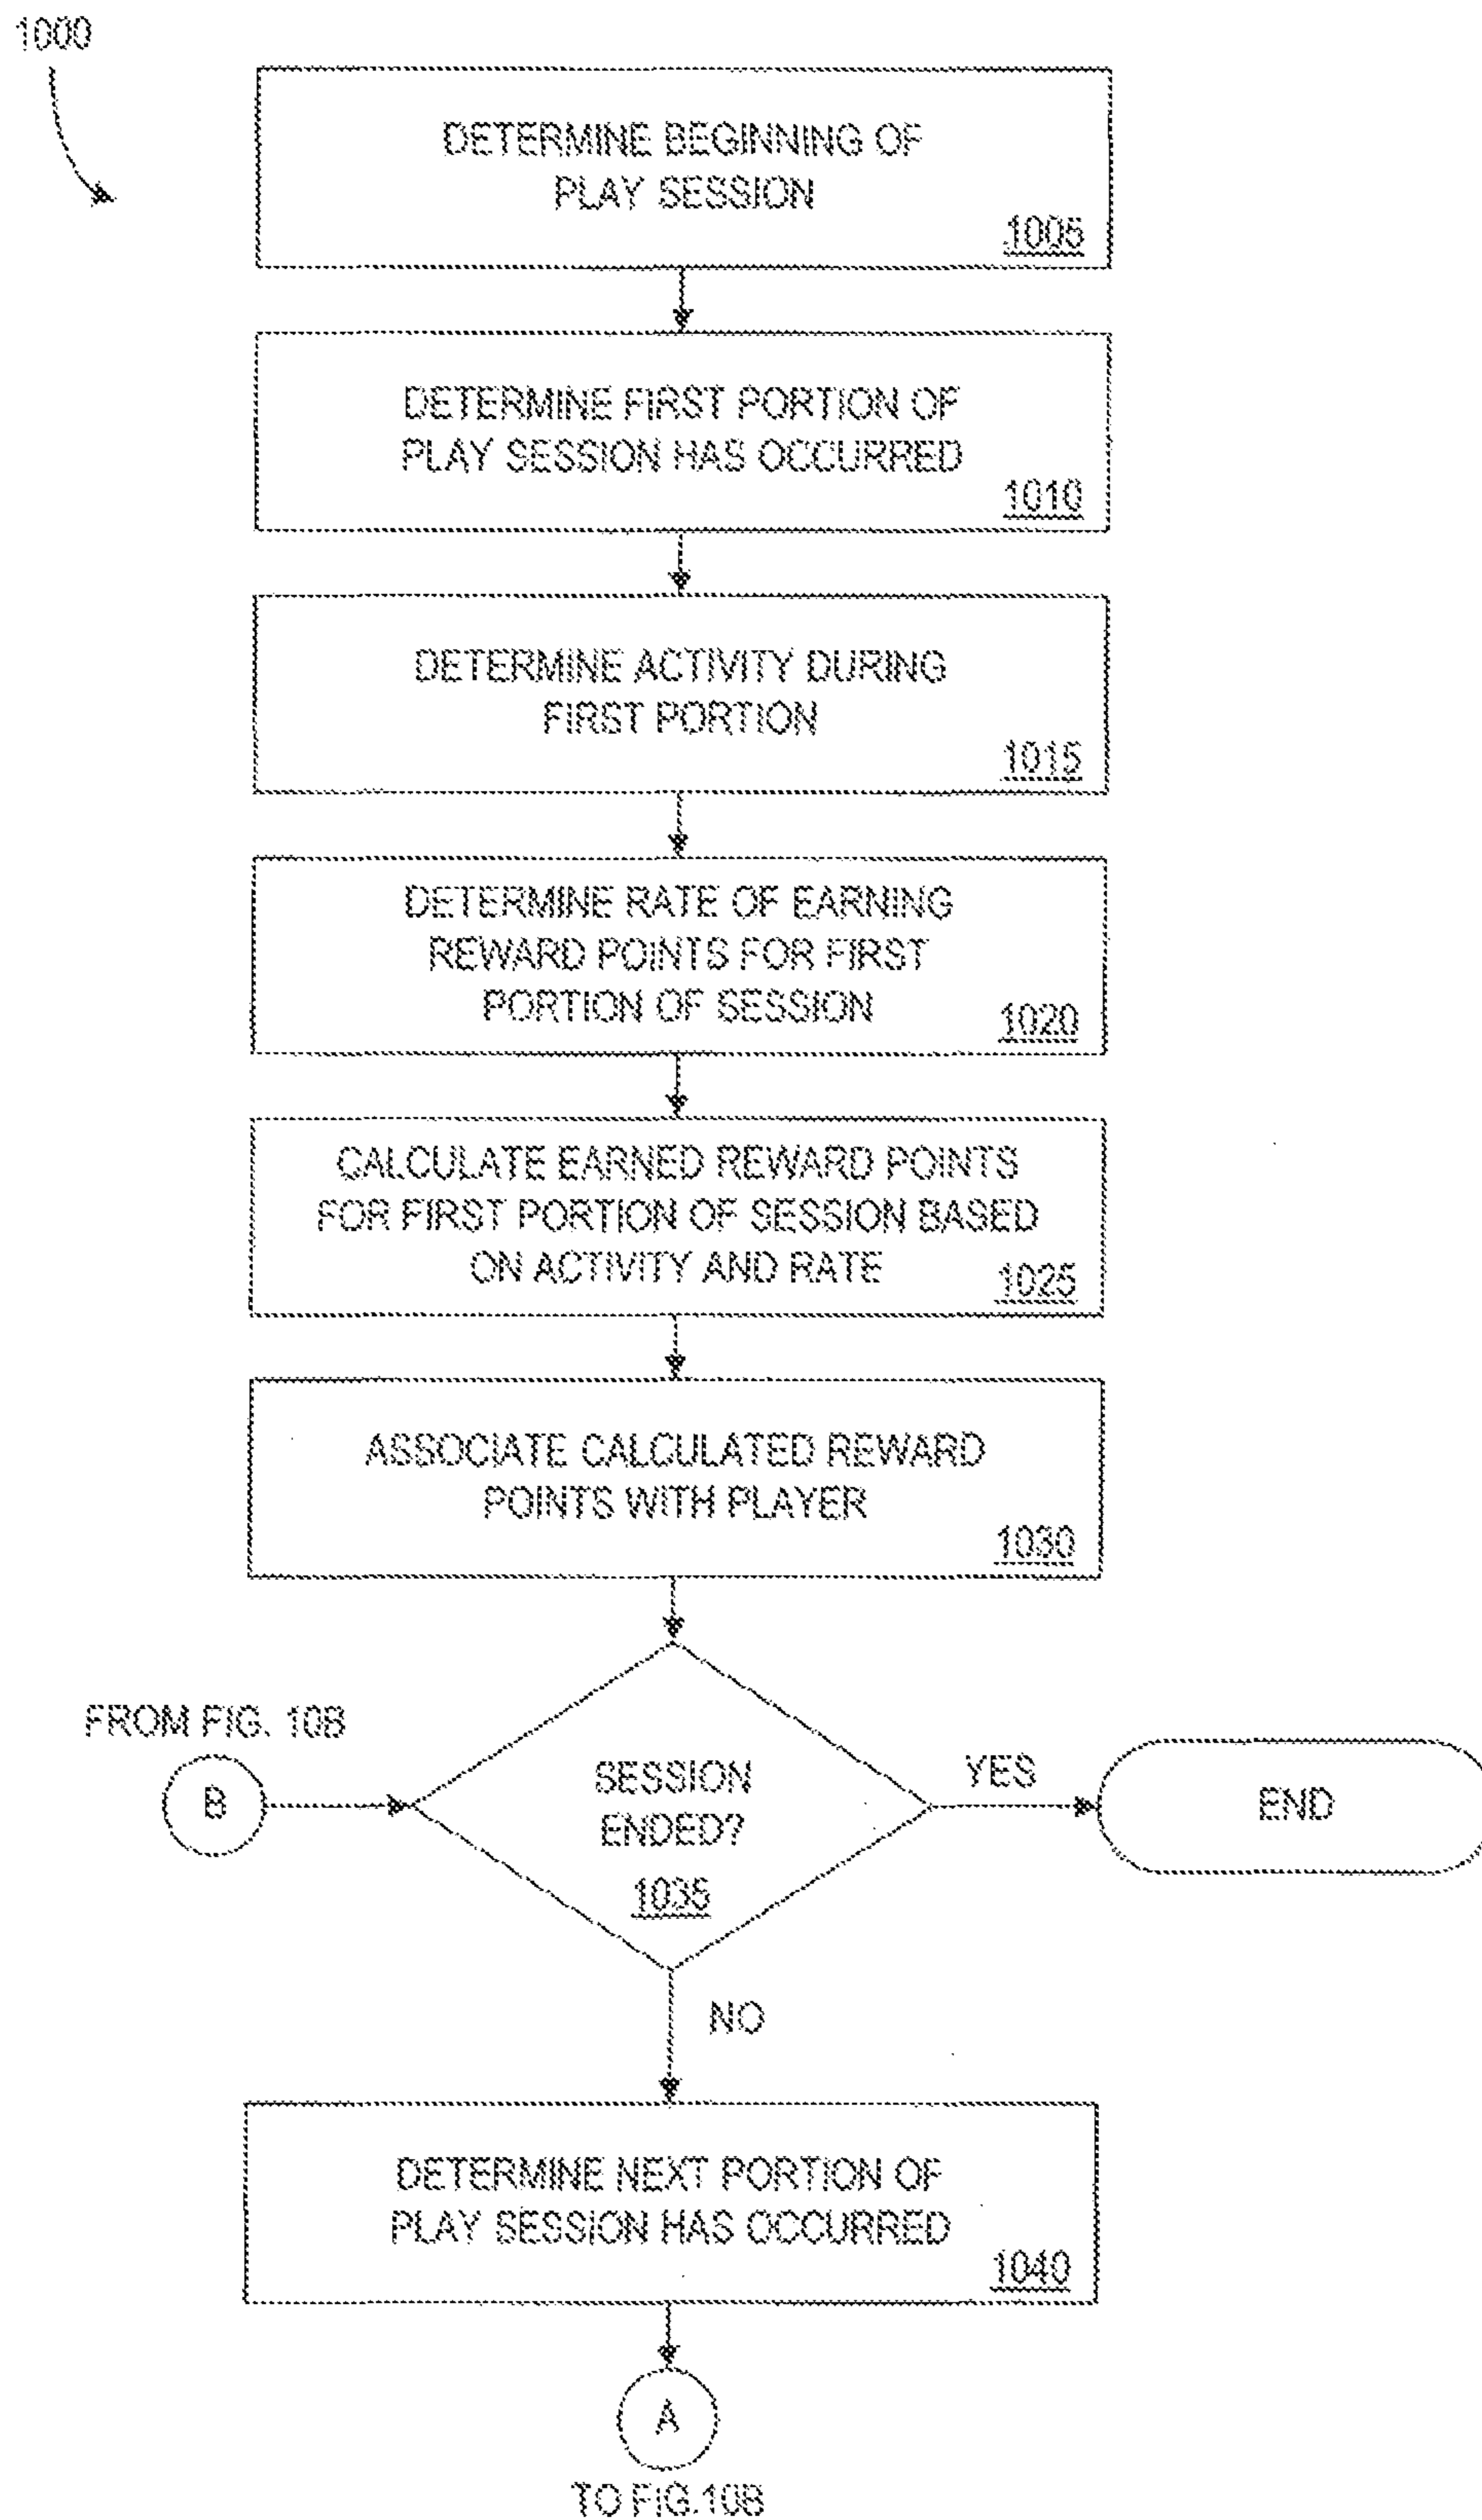 1000
DETERMINE BEGINNING OF
PLAY SESSION
1005
DETERMINE FIRST PORTION OF
PLAY SESSION HAS OCCURRED
1010
DETERMINE ACTIVITY DURING
FIRST PORTION
1015
DETERMINE RATE OF EARNING
REWARD POINTS FOR FIRST
PORTION OF SESSION
1020
CALCULATE EARNED REWARD POINTS
FOR FIRST PORTION OF SESSION BASED
ON ACTIVITY AND RATE
1025
ASSOCIATE CALCULATED REWARD
POINTS WITH PLAYER
1030
FROM FIG. 10B
B
SESSION
ENDED?
1035
YES
END
NO
DETERMINE NEXT PORTION OF
PLAY SESSION HAS OCCURRED
1040
A
TO FIG.10B